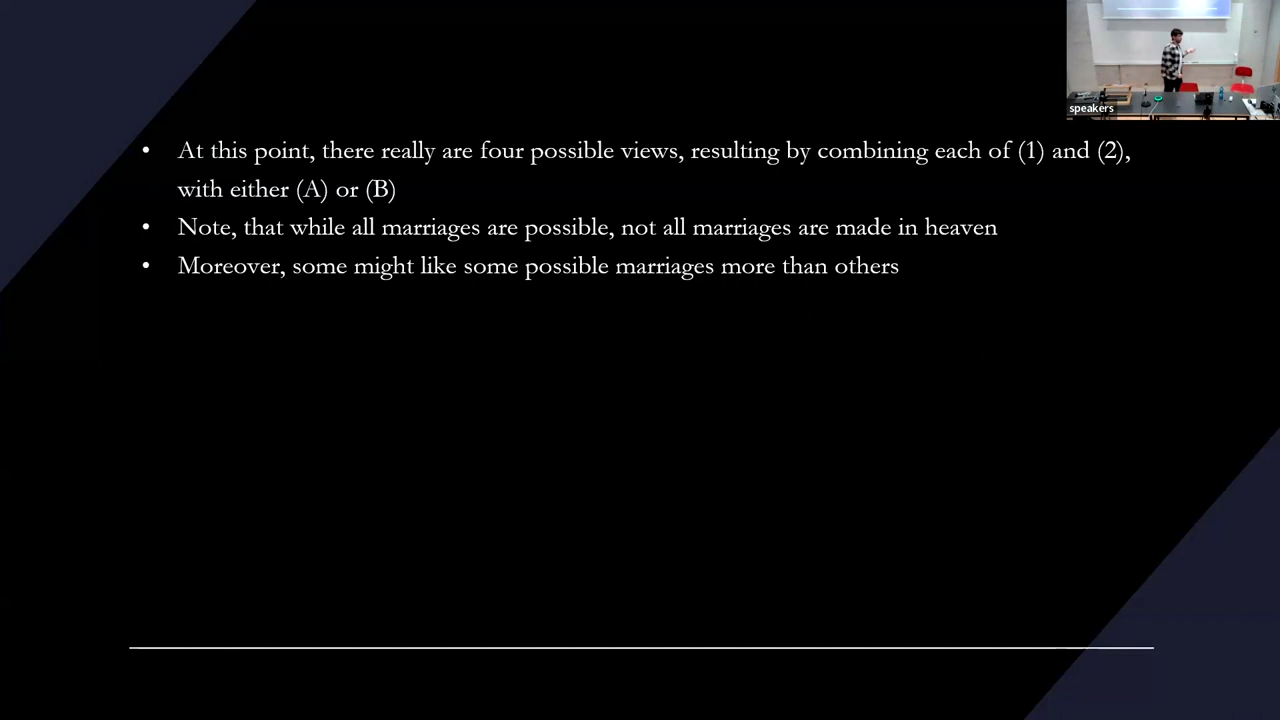 speakers
• At this point, there really are four possible views, resulting by combining each of (1) and (2),
with either (A) or (B)
• Note, that while all marriages are possible, not all marriages are made in heaven
• Moreover, some might like some possible marriages more than others